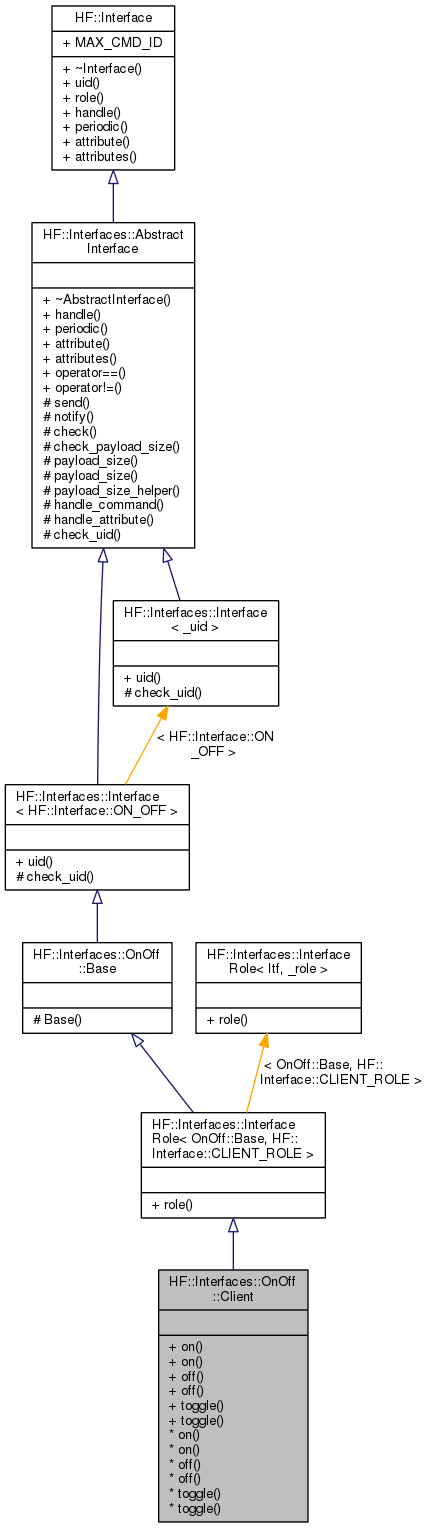 HF::Interface
+ MAX_CMD_ID
+ ~Interface()
+ uid()
+ role()
+ handle()
+ periodic()
+ attribute()
+ attributes()
HF::Interfaces::Abstract
Interface
+ ~AbstractInterface()
+ handle()
+ periodic()
+ attribute()
+ attributes()
+ operator==()
+ operator!=()
# send()
# notify()
# check()
# check_payload_size()
# payload_size()
# payload_size()
# payload_size_helper()
# handle_command()
# handle_attribute()
# check_uid()
HF::Interfaces::Interface
< _uid >
+ uid()
# check_uid()
< HF::Interface::ON
_OFF >
HF::Interfaces::Interface
< HF::Interface::ON_OFF >
+ uid()
# check_uid()
HF::Interfaces::OnOff
::Base
# Base()
HF::Interfaces::Interface
Role< Itf, _role >
+ role()
< OnOff::Base, HF::
Interface::CLIENT_ROLE >
HF::Interfaces::Interface
Role< OnOff::Base, HF::
Interface::CLIENT_ROLE >
+ role()
HF::Interfaces::OnOff
::Client
+ on()
+ on()
+ off()
+ off()
+ toggle()
+ toggle()
* on()
* on()
* off()
* off()
* toggle()
* toggle()